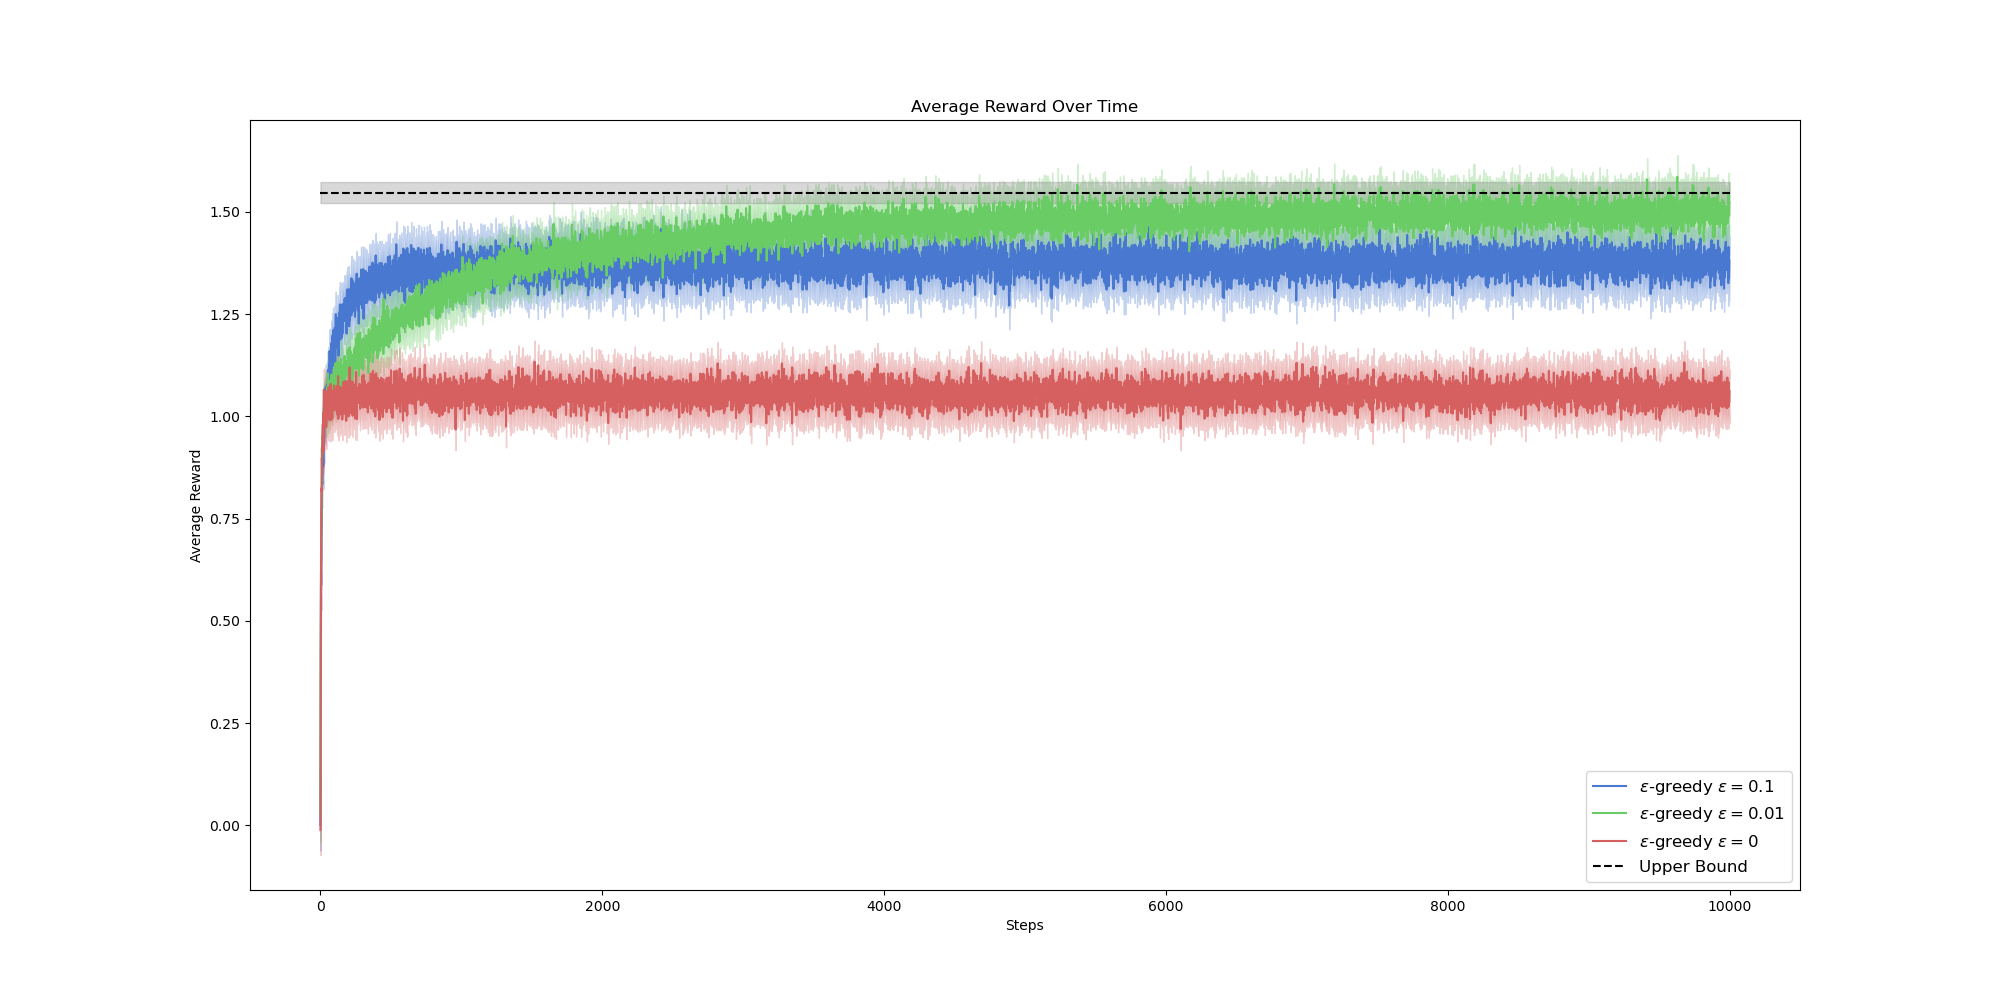 Average Reward Over Time
Average Reward
1.50
1.25
1.00
0.75
0.50
0.25
0.00
0
2000
4000
6000
8000
10000
Steps
ε-greedy ε = 0.1
ε-greedy ε = 0.01
ε-greedy ε = 0
Upper Bound